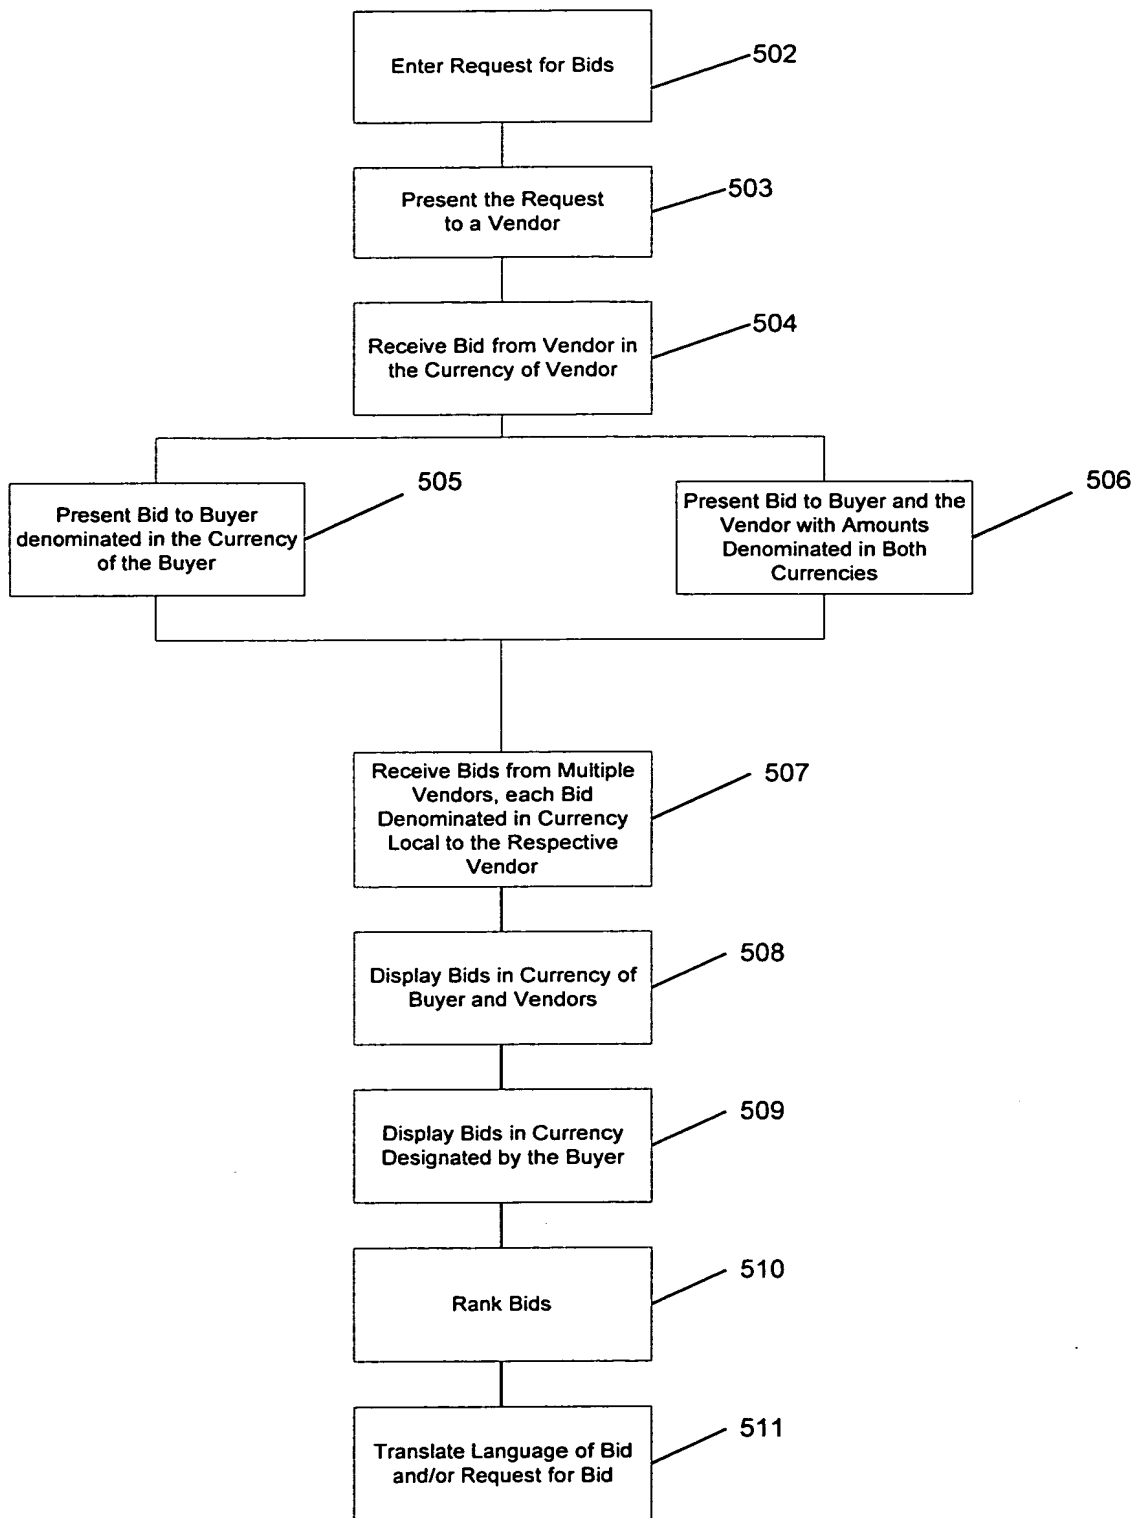 Enter Request for Bids
502
Present the Request
to a Vendor
503
Receive Bid from Vendor in
the Currency of Vendor
504
Present Bid to Buyer
denominated in the Currency
of the Buyer
505
Present Bid to Buyer and the
Vendor with Amounts
Denominated in Both
Currencies
506
Receive Bids from Multiple
Vendors, each Bid
Denominated in Currency
Local to the Respective
Vendor
507
Display Bids in Currency of
Buyer and Vendors
508
Display Bids in Currency
Designated by the Buyer
509
Rank Bids
510
Translate Language of Bid
and/or Request for Bid
511